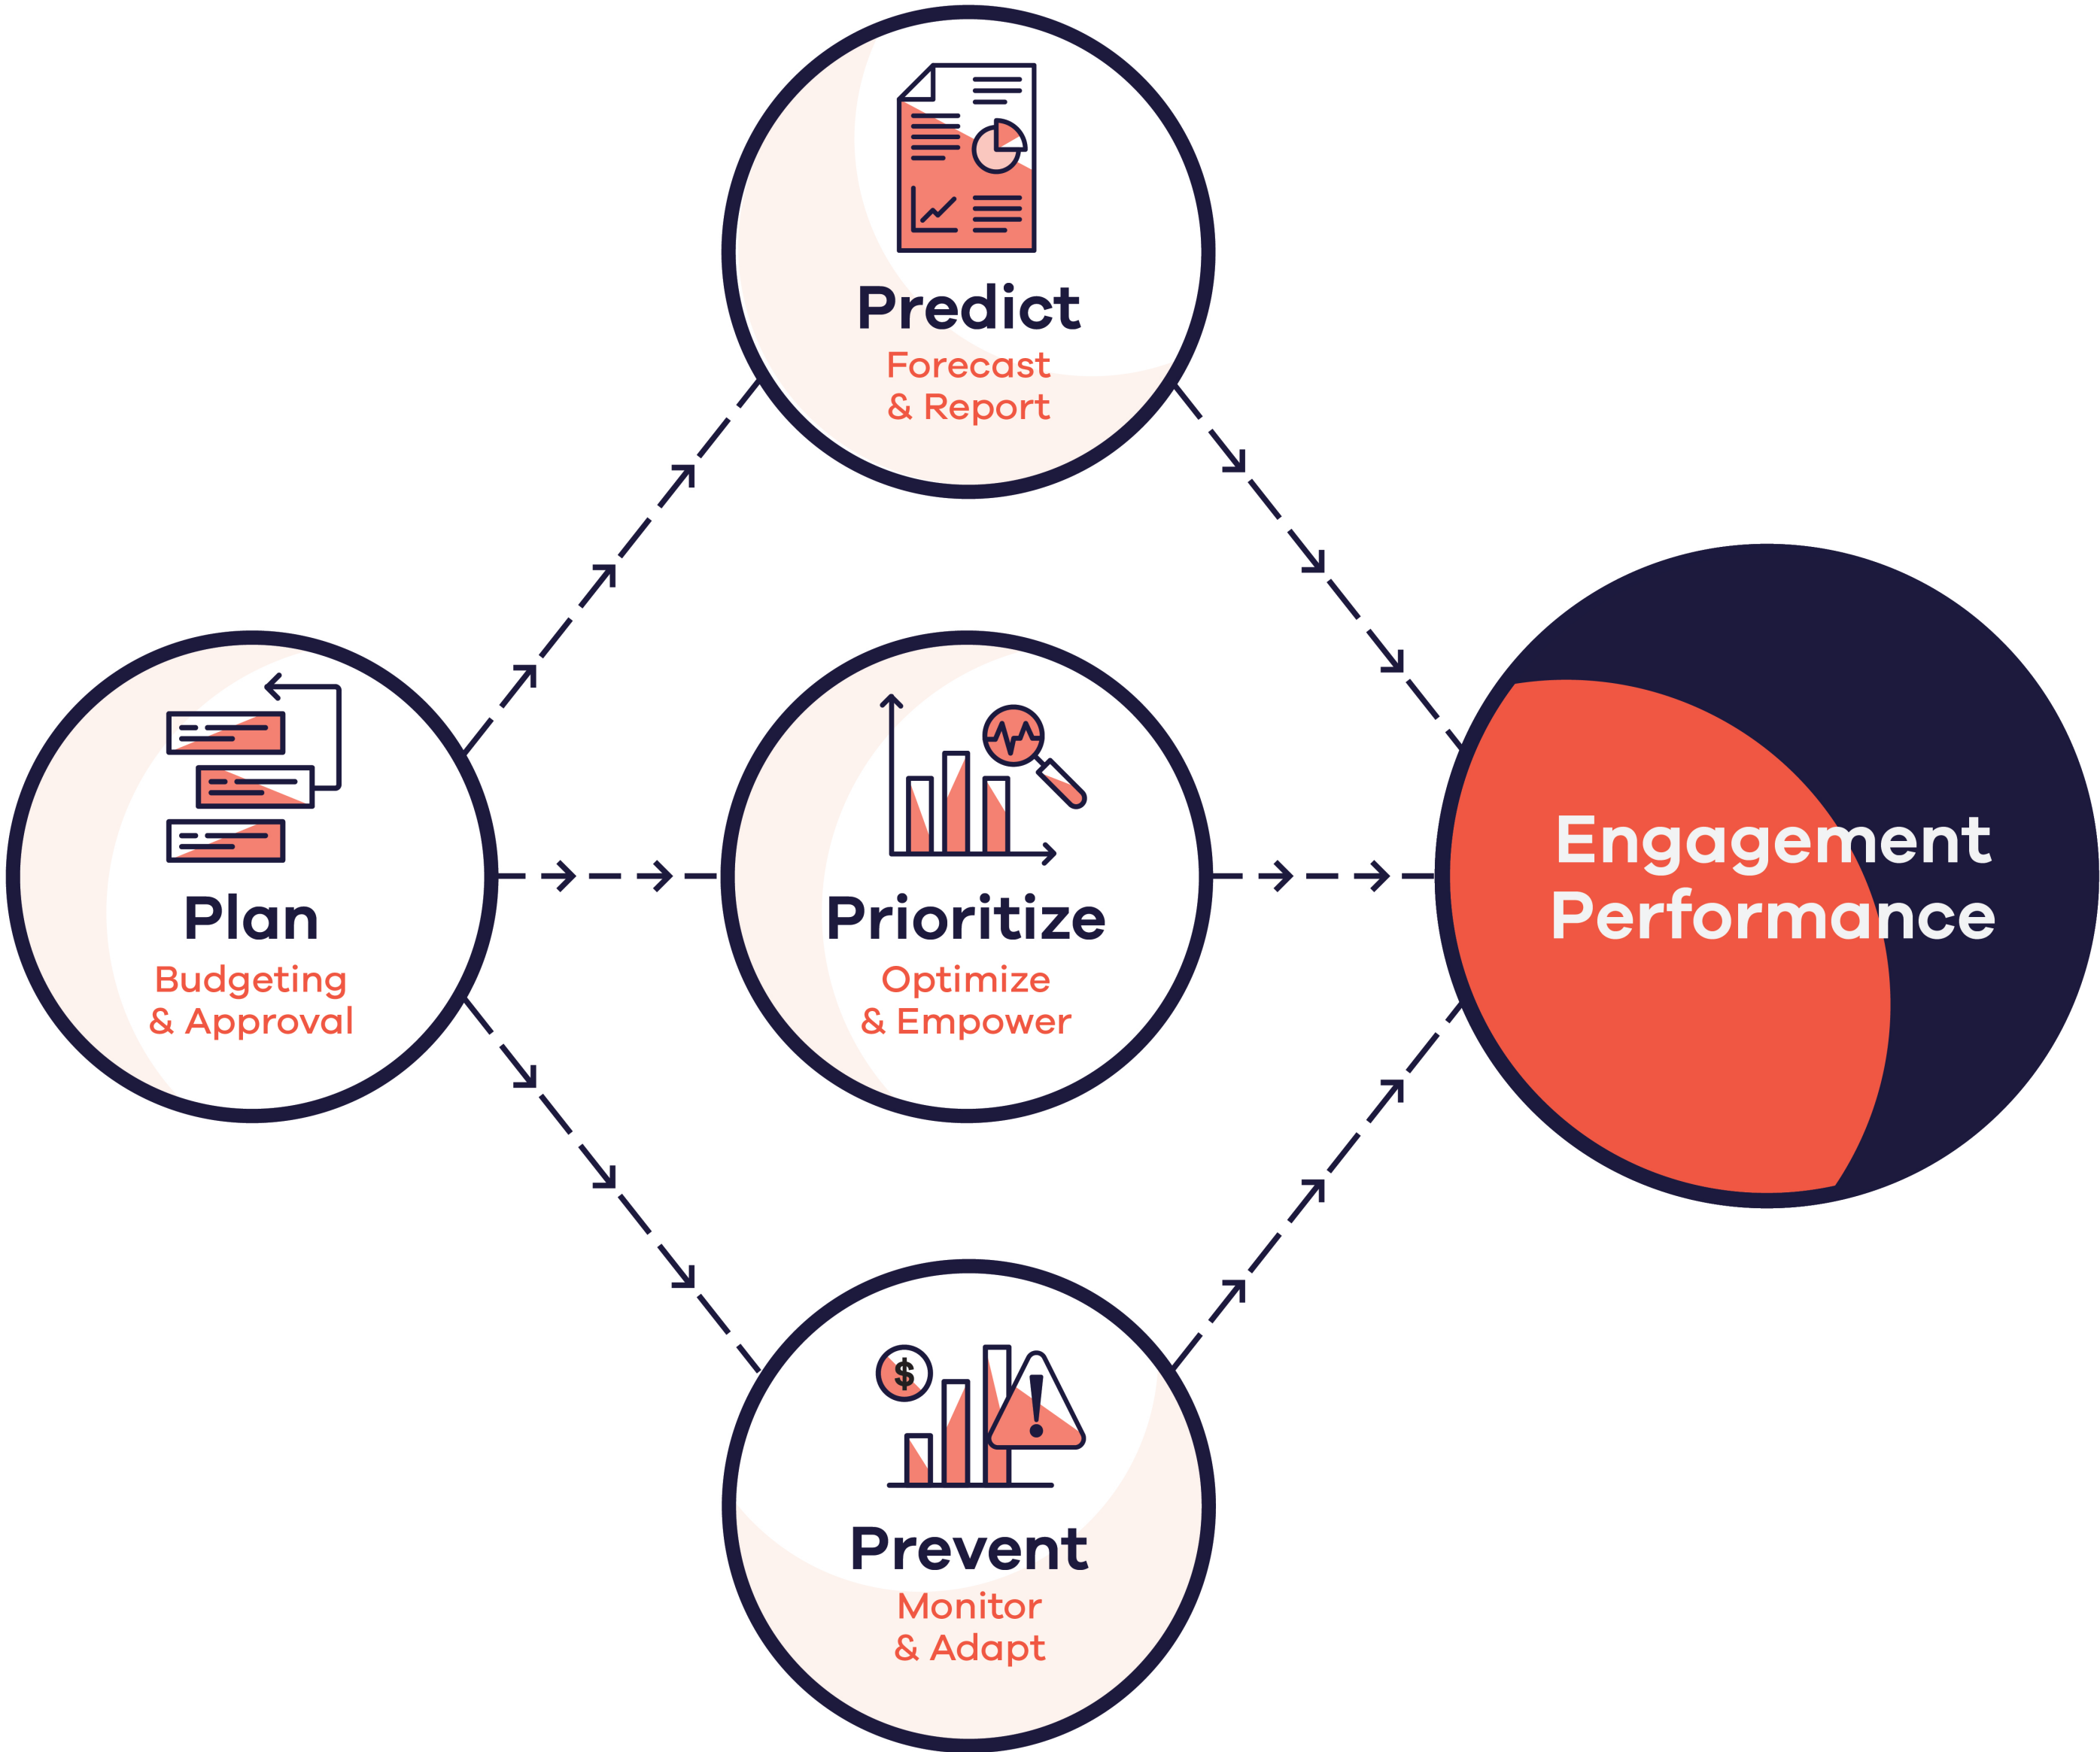 Predict
Forecast
& Report
Plan
Budgeting
& Approval
Prioritize
Optimize
& Empower
Engagement
Performance
$
!
Prevent
Monitor
& Adapt